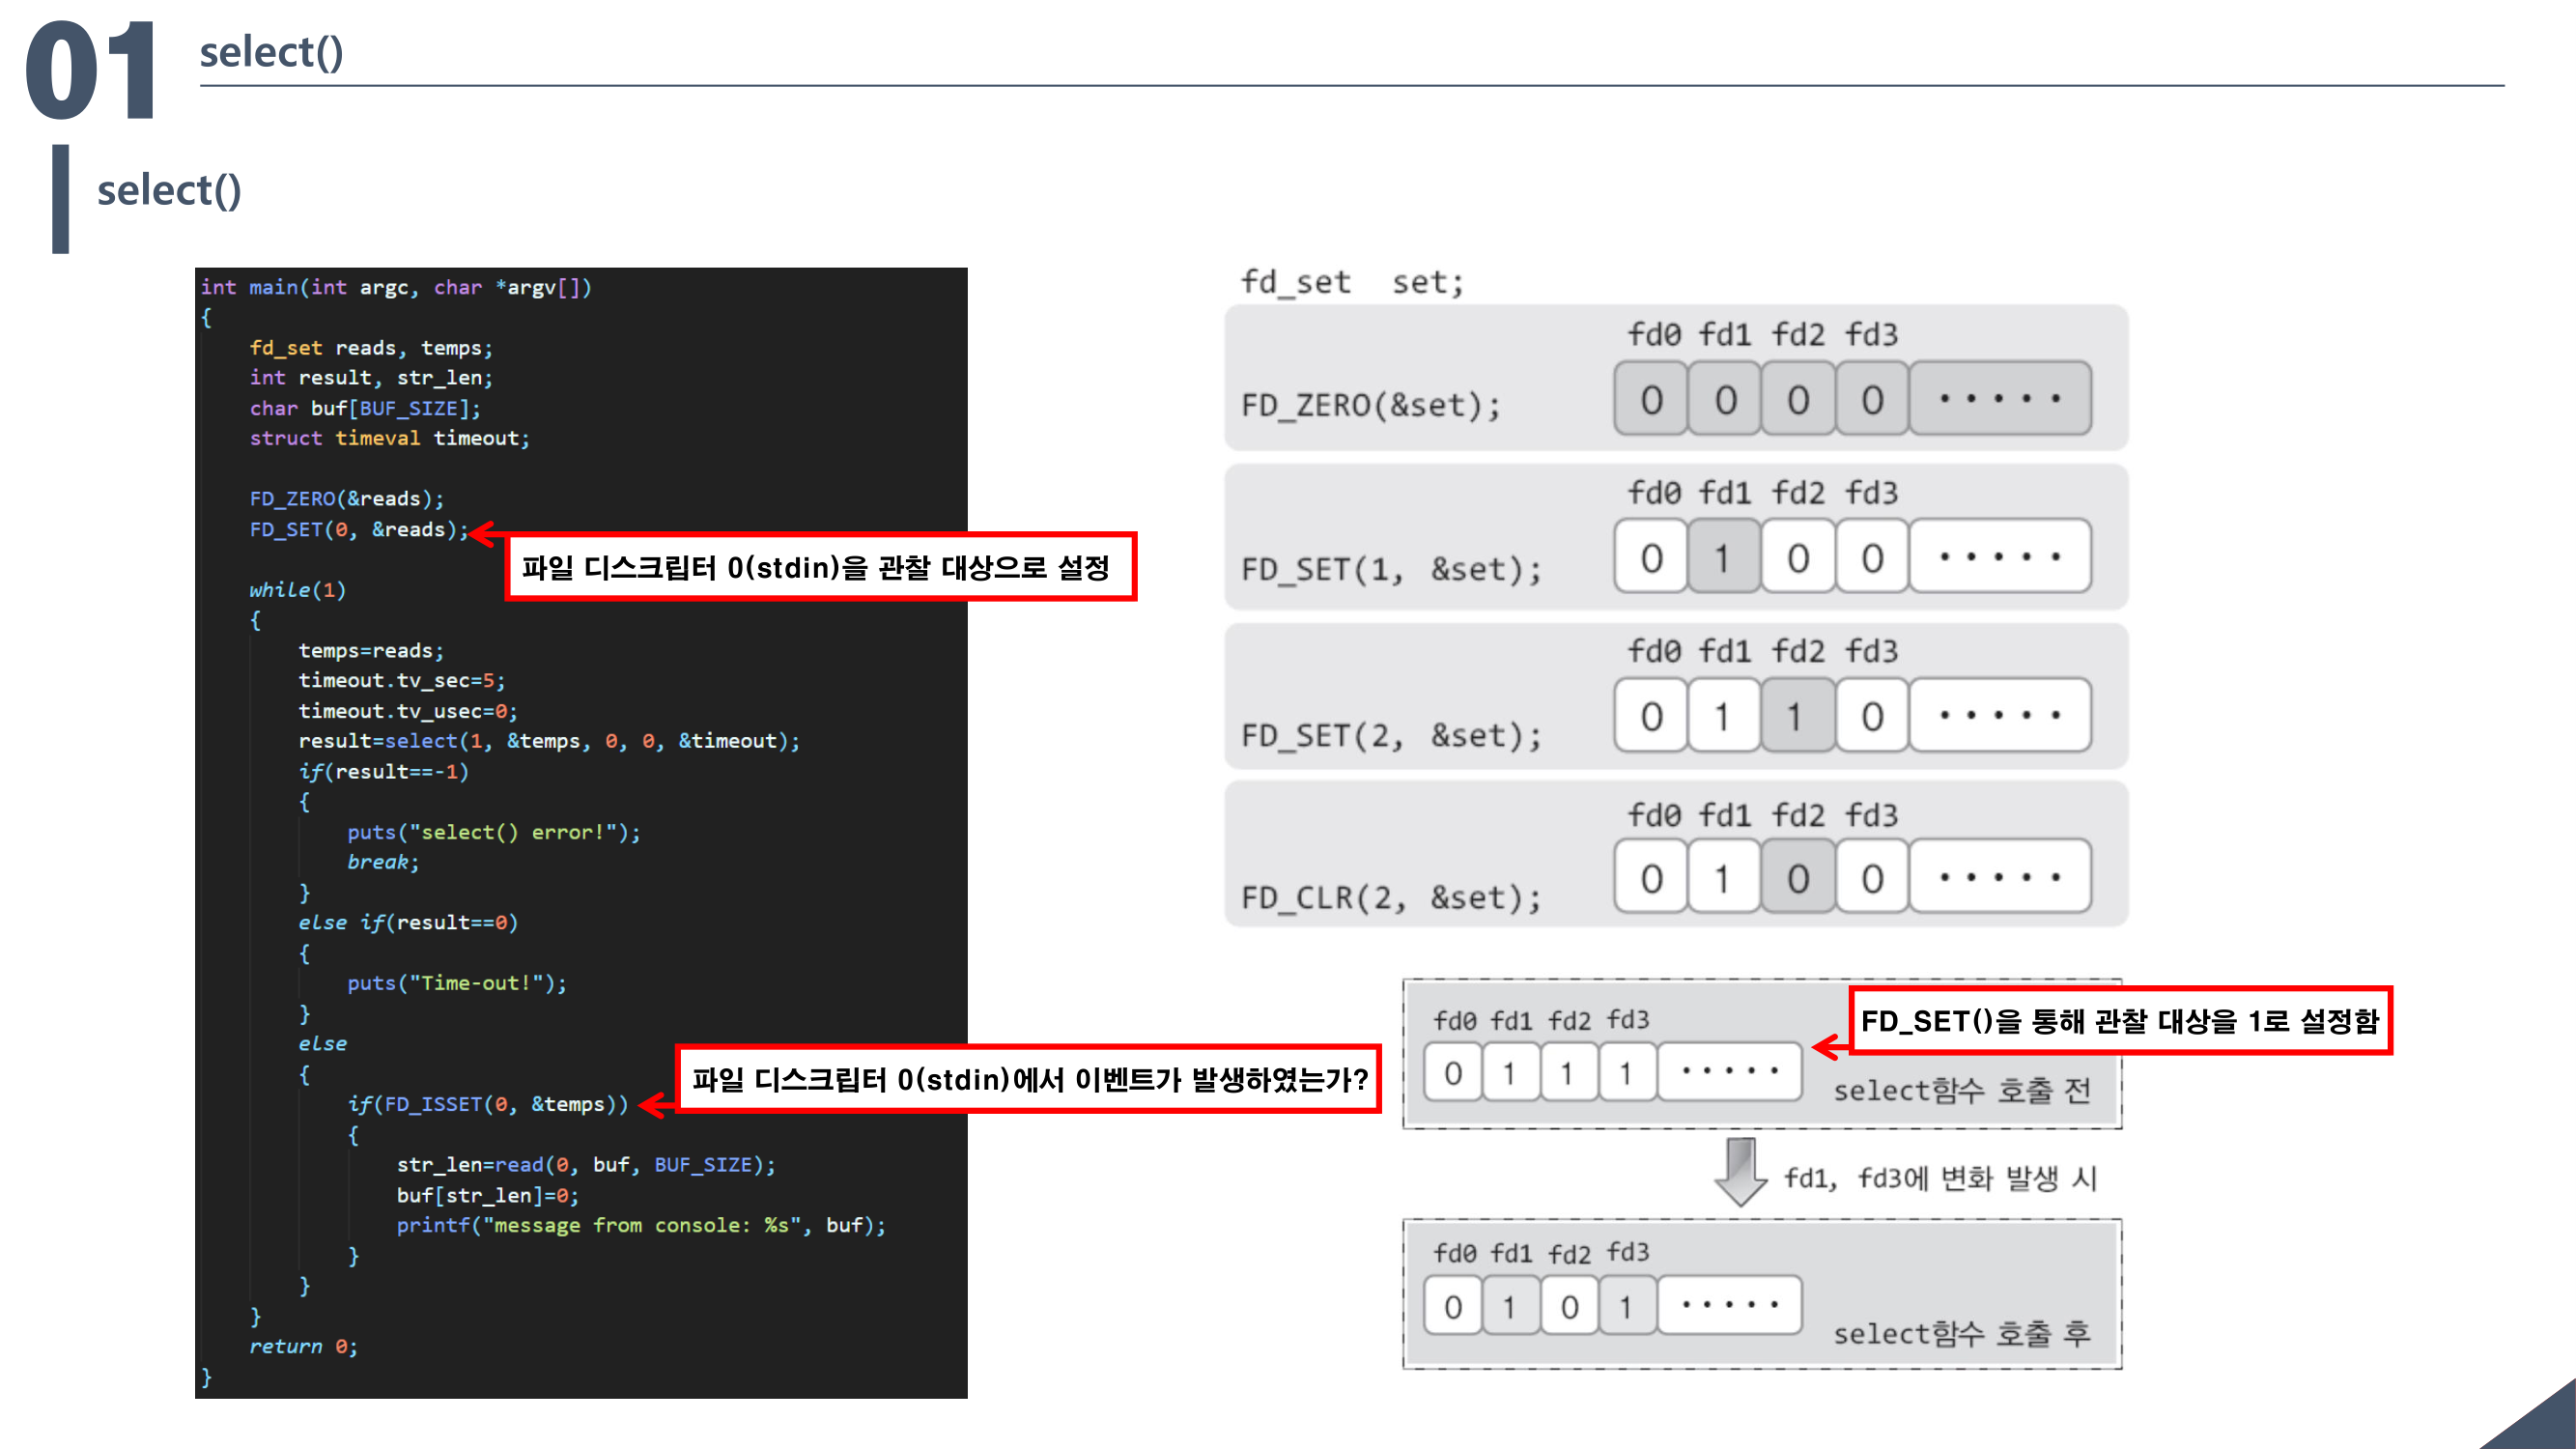 01
select()
select()
int main(int argc, char *argv[])
{
    fd_set reads, temps;
    int result, str_len;
    char buf[BUF_SIZE];
    struct timeval timeout;
    FD_ZERO(&reads);
    FD_SET(0, &reads);
파일 디스크립터 0(stdin)을 관찰 대상으로 설정
    while(1)
    {
        temps=reads;
        timeout.tv_sec=5;
        timeout.tv_usec=0;
        result=select(1, &temps, 0, 0, &timeout);
        if(result==-1)
        {
            puts("select() error!");
            break;
        }
        else if(result==0)
        {
            puts("Time-out!");
        }
        else
        {
            if(FD_ISSET(0, &temps))
파일 디스크립터 0(stdin)에서 이벤트가 발생하였는가?
            {
                str_len=read(0, buf, BUF_SIZE);
                buf[str_len]=0;
                printf("message from console: %s", buf);
            }
        }
    }
    return 0;
}
fd_set set;
fd0 fd1 fd2 fd3
FD_ZERO(&set); 0 0 0 0 ·····
fd0 fd1 fd2 fd3
FD_SET(1, &set); 0 1 0 0 ·····
fd0 fd1 fd2 fd3
FD_SET(2, &set); 0 1 1 0 ·····
fd0 fd1 fd2 fd3
FD_CLR(2, &set); 0 1 0 0 ·····
FD_SET()을 통해 관찰 대상을 1로 설정함
fd0 fd1 fd2 fd3
0 1 1 1 ·····
select함수 호출 전
fd1, fd3에 변화 발생 시
fd0 fd1 fd2 fd3
0 1 0 1 ·····
select함수 호출 후